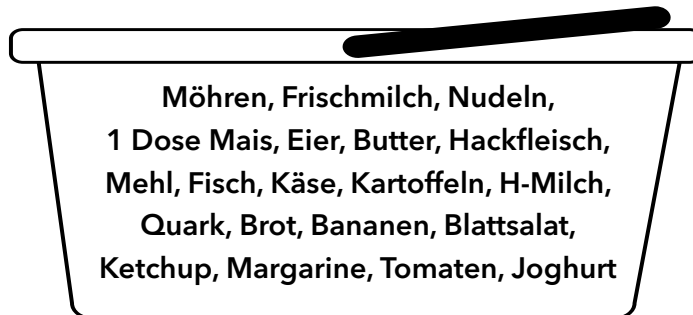 Möhren, Frischmilch, Nudeln,
1 Dose Mais, Eier, Butter, Hackfleisch,
Mehl, Fisch, Käse, Kartoffeln, H-Milch,
Quark, Brot, Bananen, Blattsalat,
Ketchup, Margarine, Tomaten, Joghurt